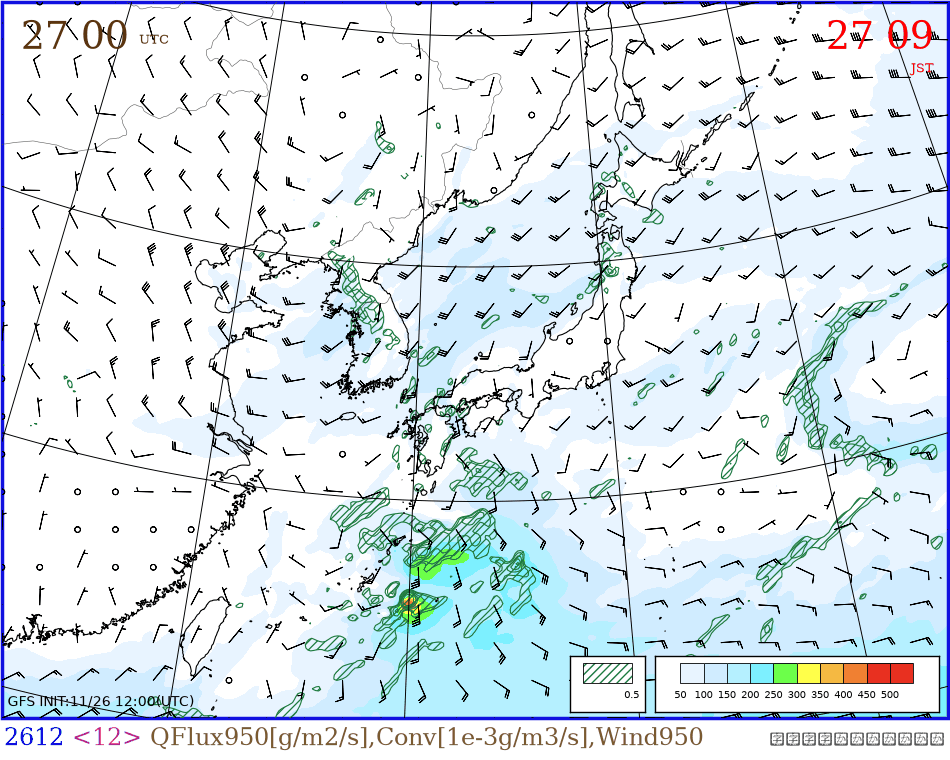 27 00 UTC
27 09
JST
0.5
50 100 150 200 250 300 350 400 450 500
GFS INIT:11/26 12:00(UTC)
2612 <12> QFlux950[g/m2/s],Conv[1e-3g/m3/s],Wind950